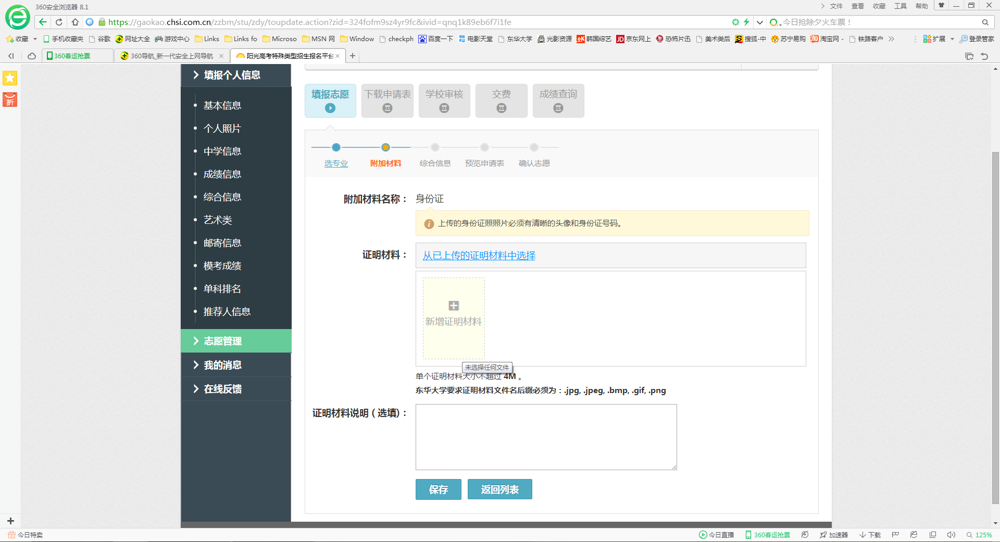 360安全浏览器 8.1
文件 查看 收藏 工具 帮助
https://gaokao.chsi.com.cn/zzbm/stu/zdy/toupdate.action?zid=324fofm9sz4yr9fc&ivid=qnq1k89eb6f7i1fe
今日抢除夕火车票！
收藏 手机收藏夹 谷歌 网址大全 游戏中心 Links Links fo Microso MSN 网 Window checkph 百度一下 电影天堂 东华大学 光影资源 韩国综艺 京东网上 恐怖片迅 美术类后 搜狐-中 苏宁易购 淘宝网 - 铁路客户 扩展 登录管家
360春运抢票
360导航_新一代安全上网导航
阳光高考特殊类型招生报名平台
折
填报个人信息
基本信息
个人照片
中学信息
成绩信息
综合信息
艺术类
邮寄信息
模考成绩
单科排名
推荐人信息
志愿管理
我的消息
在线反馈
填报志愿 下载申请表 学校审核 交费 成绩查询
选专业 附加材料 综合信息 预览申请表 确认志愿
附加材料名称： 身份证
上传的身份证照照片必须有清晰的头像和身份证号码。
证明材料： 从已上传的证明材料中选择
新增证明材料
未选择任何文件
单个证明材料大小不超过 4M 。
东华大学要求证明材料文件名后缀必须为：.jpg, .jpeg, .bmp, .gif, .png
证明材料说明（选填)：
保存 返回列表
今日特卖
今日直播 360春运抢票 加速器 下载 125%